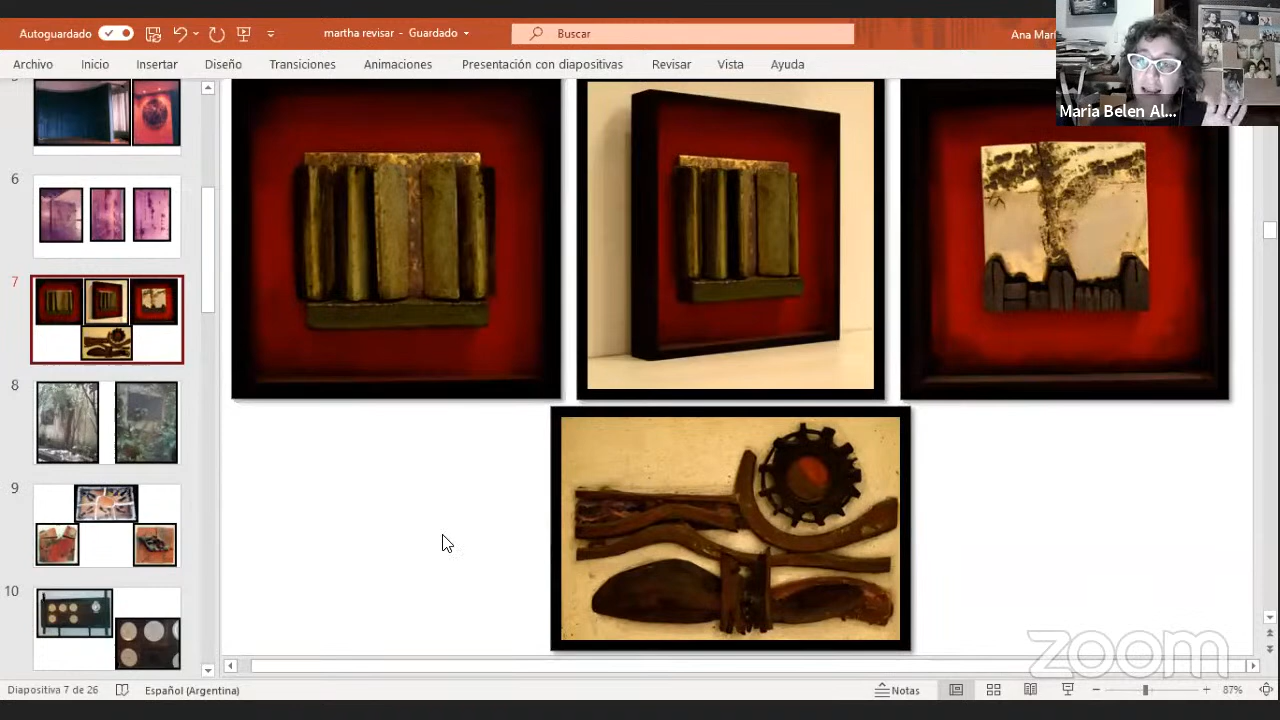 Autoguardado
martha revisar - Guardado
Buscar
Ana Mari
Archivo Inicio Insertar Diseño Transiciones Animaciones Presentación con diapositivas Revisar Vista Ayuda
Maria Belen Al...
6
7
8
9
10
zoom
Diapositiva 7 de 26 Español (Argentina) Notas 87%